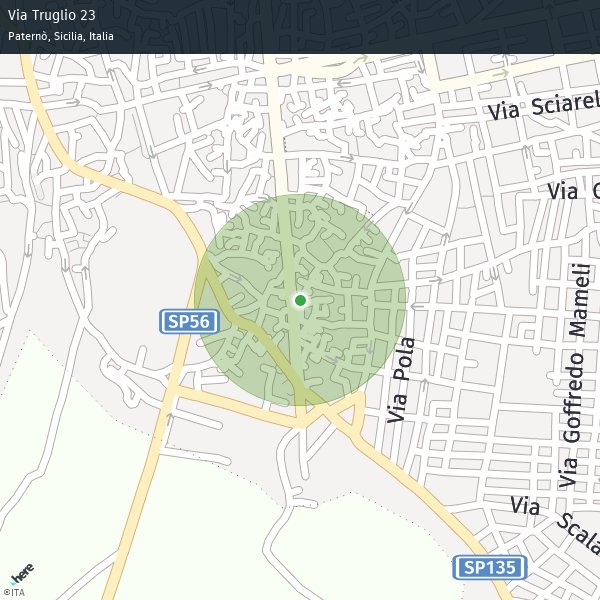 Via Truglio 23
Paternò, Sicilia, Italia
Via Sciarel
Via G
SP56
Via Goffredo Mameli
Via Pola
Via Scala
SP135
here
©ITA